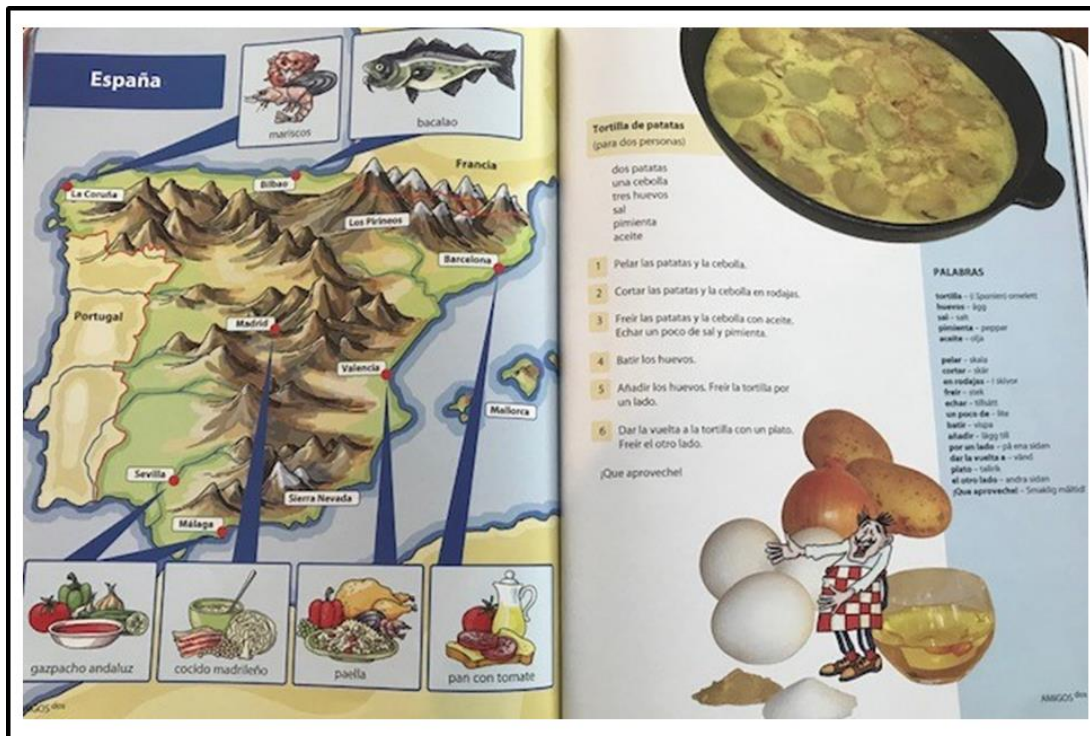 España
mariscos
bacalao
Francia
La Coruña
Bilbao
Los Pirineos
Barcelona
Portugal
Madrid
Valencia
Mallorca
Sevilla
Sierra Nevada
Málaga
gazpacho andaluz
cocido madrileño
paella
pan con tomate
Tortilla de patatas
(para dos personas)
dos patatas
una cebolla
tres huevos
sal
pimienta
aceite
1 Pelar las patatas y la cebolla.
2 Cortar las patatas y la cebolla en rodajas.
3 Freír las patatas y la cebolla con aceite.
Echar un poco de sal y pimienta.
4 Batir los huevos.
5 Añadir los huevos. Freír la tortilla por
un lado.
6 Dar la vuelta a la tortilla con un plato.
Freír el otro lado.
¡Que aproveche!
PALABRAS
tortilla – (i Spanien) omelett
huevos – ägg
sal – salt
pimienta – peppar
aceite – olja
pelar – skala
cortar – skär
en rodajas – i skivor
freír – stek
echar – tillsätt
un poco de – lite
batir – vispa
añadir – lägg till
por un lado – på ena sidan
dar la vuelta a – vänd
plato – tallrik
el otro lado – andra sidan
¡Que aproveche! – Smaklig måltid!
AMIGOS dos